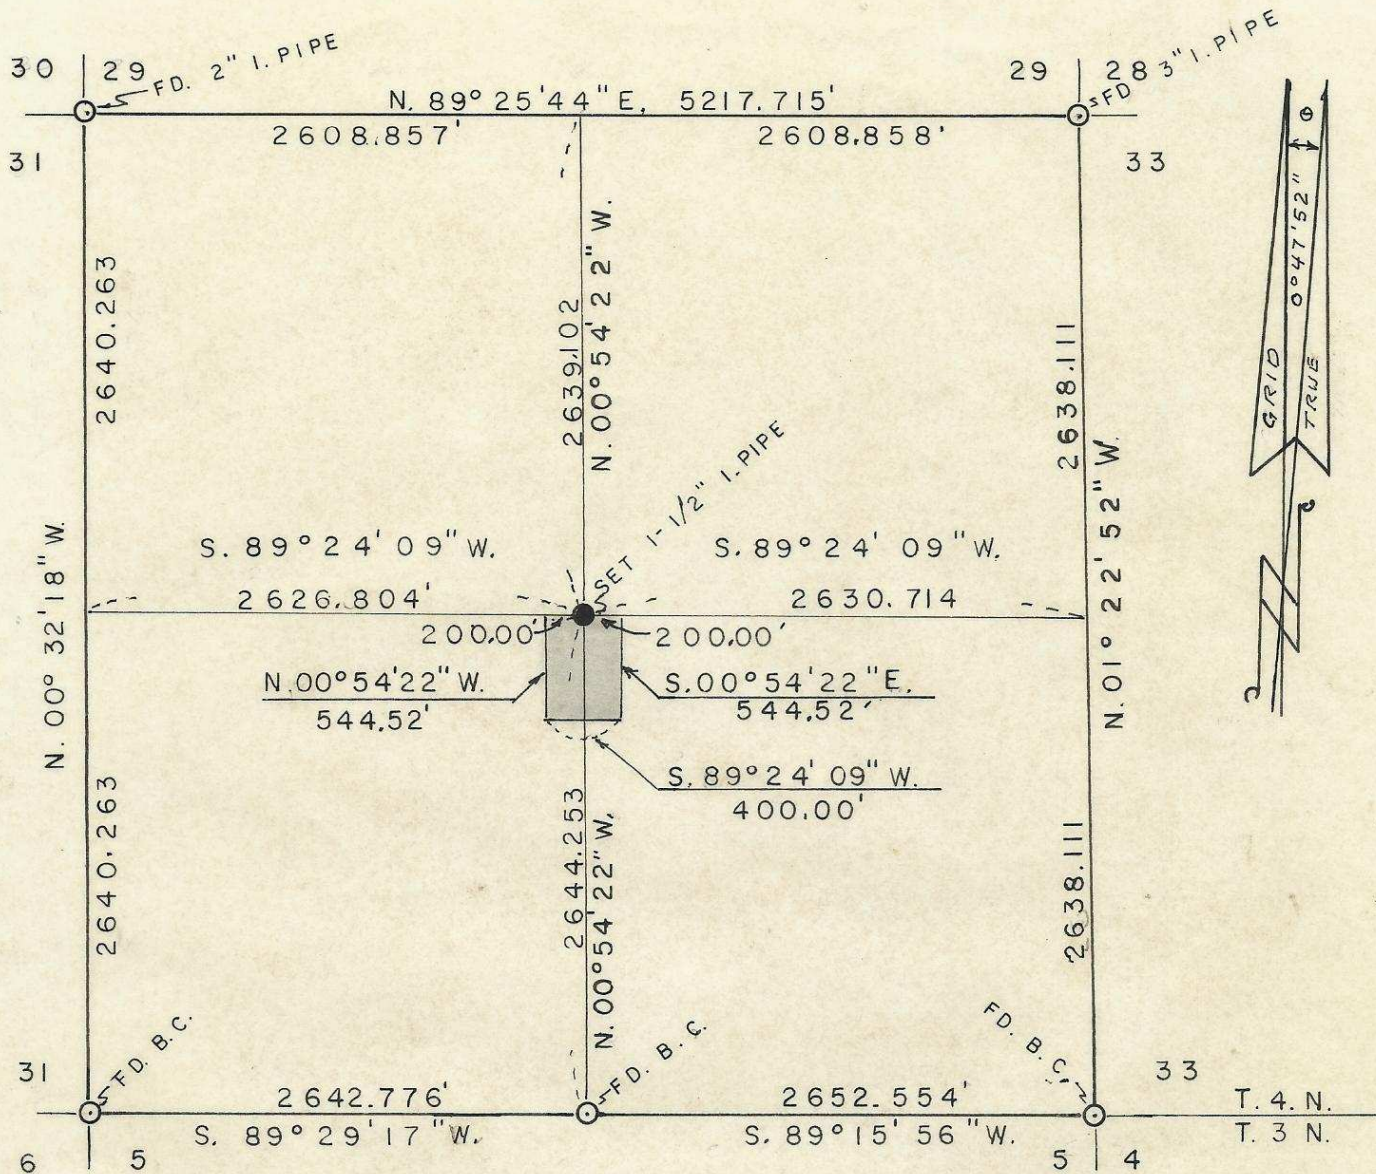 30 29
FD. 2" I. PIPE
29 28
FD 3" I. PIPE
N. 89° 25' 44" E, 5217.715'
2608.857' 2608.858'
31
33
θ
0°47'52"
GRID
TRUE
2640.263
2639.102
N. 00°54'22" W.
2638.111
SET 1-1/2" I. PIPE
N. 00° 32' 18" W.
N. 01° 22' 52" W.
S. 89° 24' 09" W.
S. 89° 24' 09" W.
2626.804'
2630.714
200.00'
200.00'
N. 00°54'22" W.
544.52'
S. 00°54'22" E.
544.52'
S. 89° 24' 09" W.
400.00'
2640.263
2644.253
N. 00°54'22" W.
2638.111
FD. B.C.
FD. B.C.
FD. B.C.
31
33
2642.776'
2652.554'
S. 89° 29' 17" W.
S. 89° 15' 56" W.
T. 4. N.
T. 3 N.
6 5
5 4